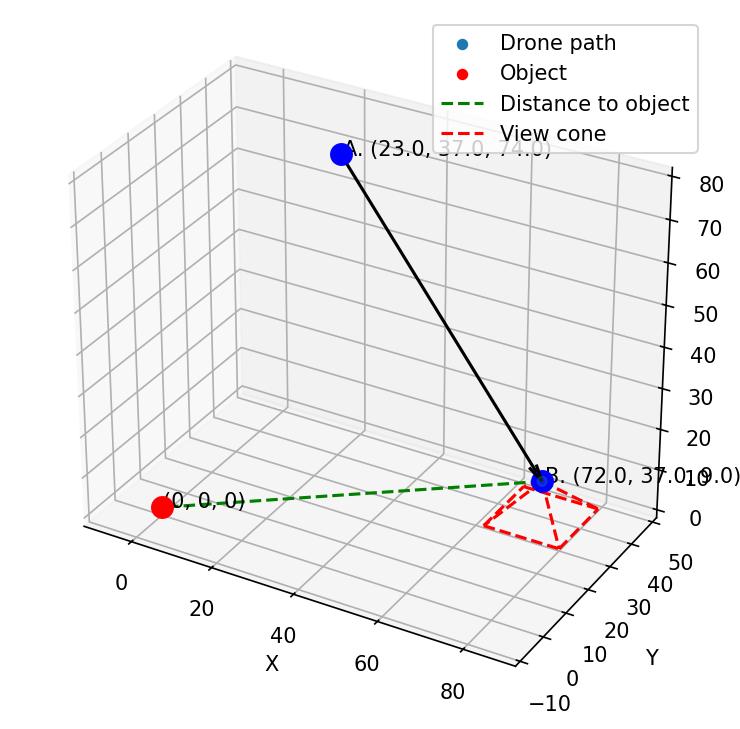 Drone path
Object
Distance to object
View cone
A. (23.0, 37.0, 74.0)
B. (72.0, 37.0, 9.0)
(0, 0, 0)
80
70
60
50
40
30
20
10
0
0
20
40
60
80
X
50
40
30
20
10
0
−10
Y